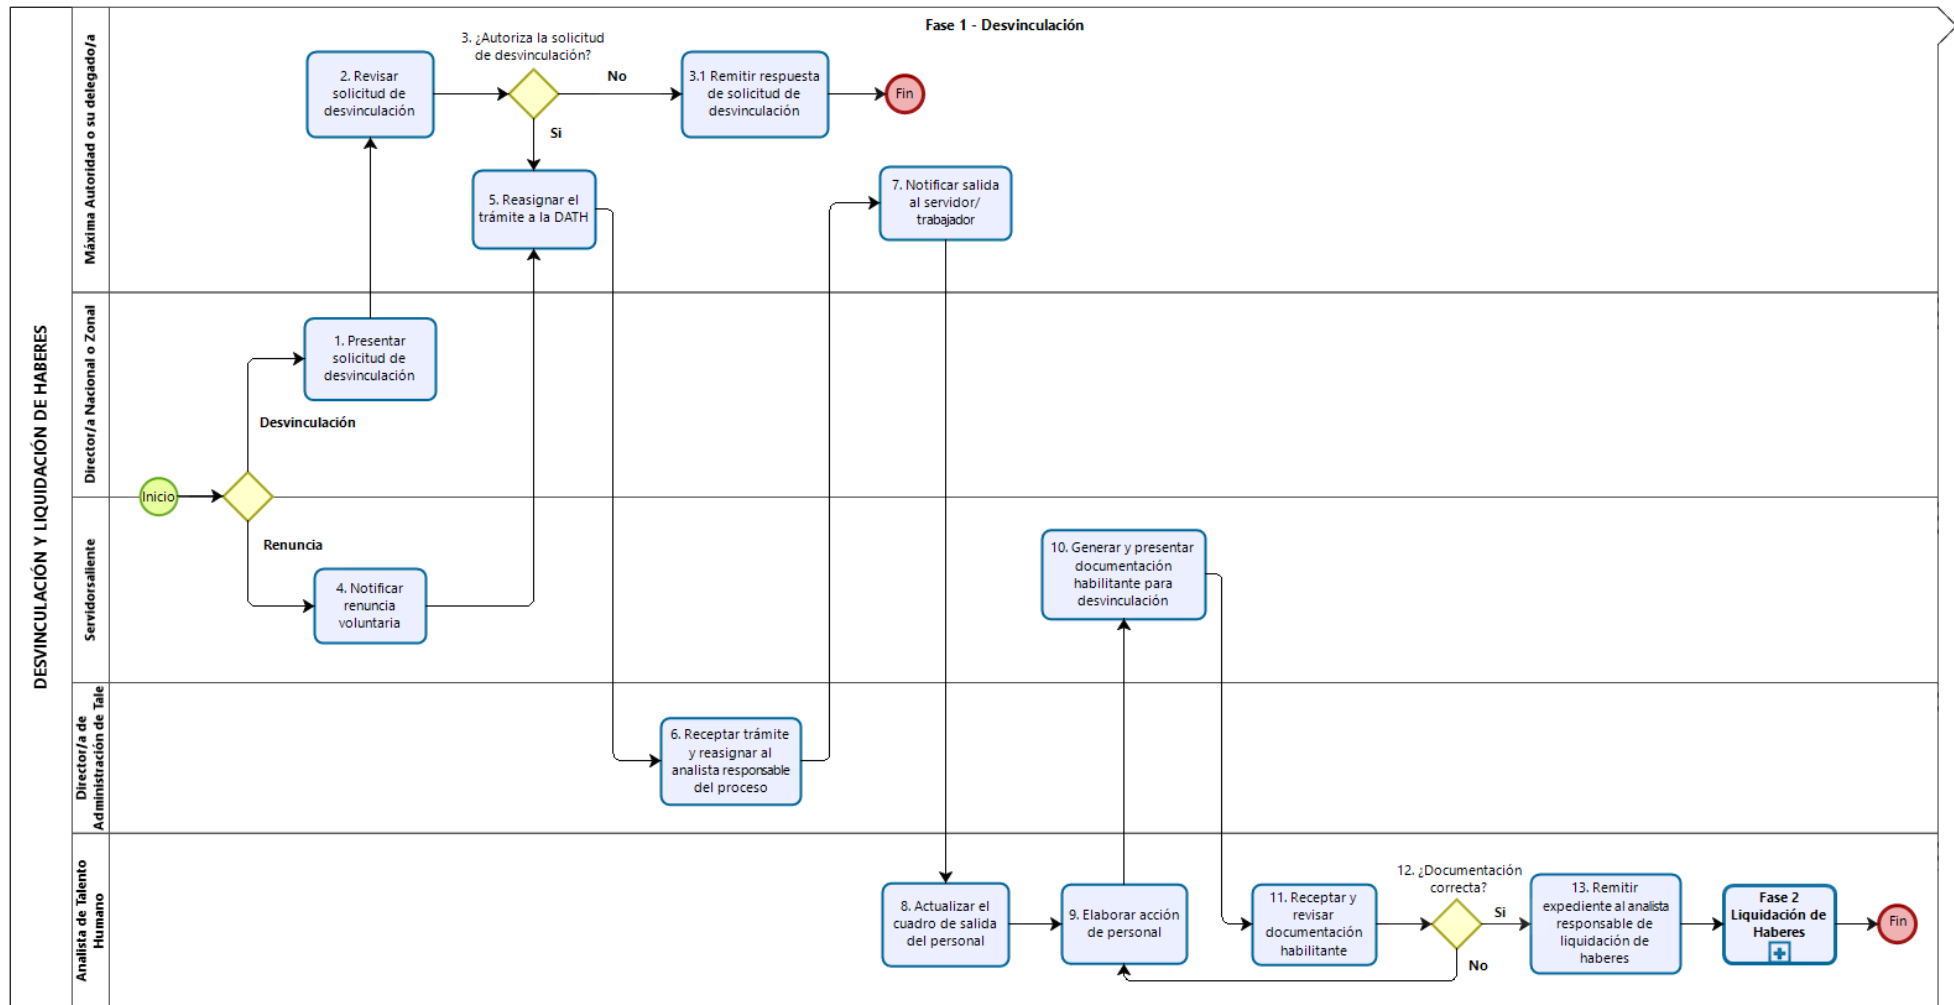 DESVINCULACIÓN Y LIQUIDACIÓN DE HABERES
Fase 1 - Desvinculación
Máxima Autoridad o su delegado/a
2. Revisar
solicitud de
desvinculación
3. ¿Autoriza la solicitud
de desvinculación?
No
3.1 Remitir respuesta
de solicitud de
desvinculación
Fin
Si
5. Reasignar el
trámite a la DATH
7. Notificar salida
al servidor/
trabajador
Director/a Nacional o Zonal
1. Presentar
solicitud de
desvinculación
Desvinculación
Inicio
Servidorsaliente
Renuncia
4. Notificar
renuncia
voluntaria
10. Generar y presentar
documentación
habilitante para
desvinculación
Director/a de
Administración de Tale
6. Receptar trámite
y reasignar al
analista responsable
del proceso
Analista de Talento
Humano
8. Actualizar el
cuadro de salida
del personal
9. Elaborar acción
de personal
11. Receptar y
revisar
documentación
habilitante
12. ¿Documentación
correcta?
Si
No
13. Remitir
expediente al analista
responsable de
liquidación de
haberes
Fase 2
Liquidación de
Haberes
Fin